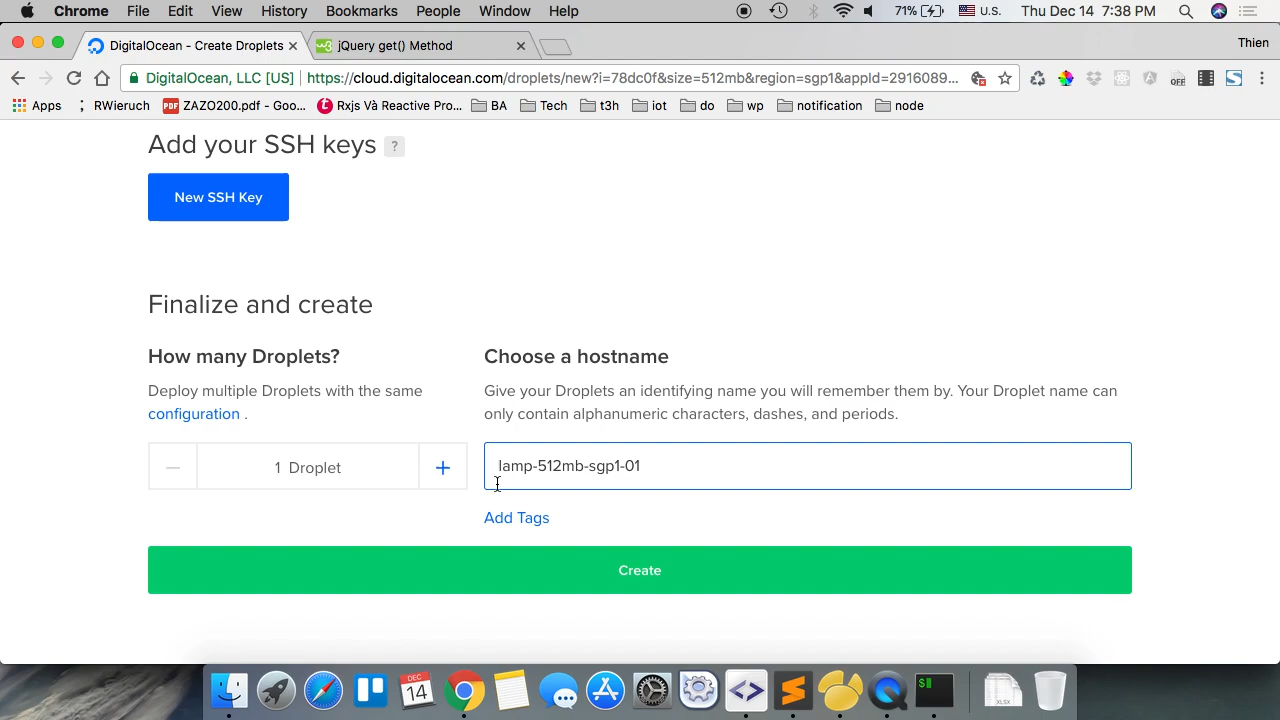 Chrome File Edit View History Bookmarks People Window Help 71% U.S. Thu Dec 14 7:38 PM
DigitalOcean - Create Droplets jQuery get() Method Thien
DigitalOcean, LLC [US] https://cloud.digitalocean.com/droplets/new?i=78dc0f&size=512mb&region=sgp1&appId=2916089... OFF
Apps RWieruch PDF ZAZO200.pdf - Goo... Rxjs Và Reactive Pro... BA Tech t3h iot do wp notification node
Add your SSH keys ?
New SSH Key
Finalize and create
How many Droplets? Choose a hostname
Deploy multiple Droplets with the same Give your Droplets an identifying name you will remember them by. Your Droplet name can
configuration . only contain alphanumeric characters, dashes, and periods.
1 Droplet + lamp-512mb-sgp1-01
Add Tags
Create
DEC
14
$
XLSX